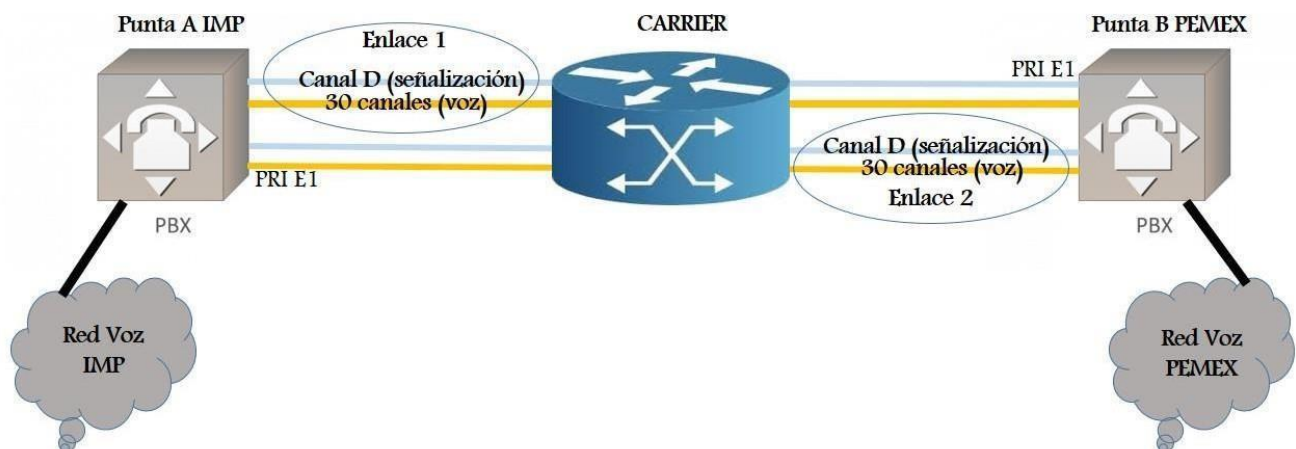 Punta A IMP
CARRIER
Punta B PEMEX
Enlace 1
Canal D (señalización)
30 canales (voz)
PRI E1
PRI E1
Canal D (señalización)
30 canales (voz)
Enlace 2
PBX
PBX
Red Voz
IMP
Red Voz
PEMEX